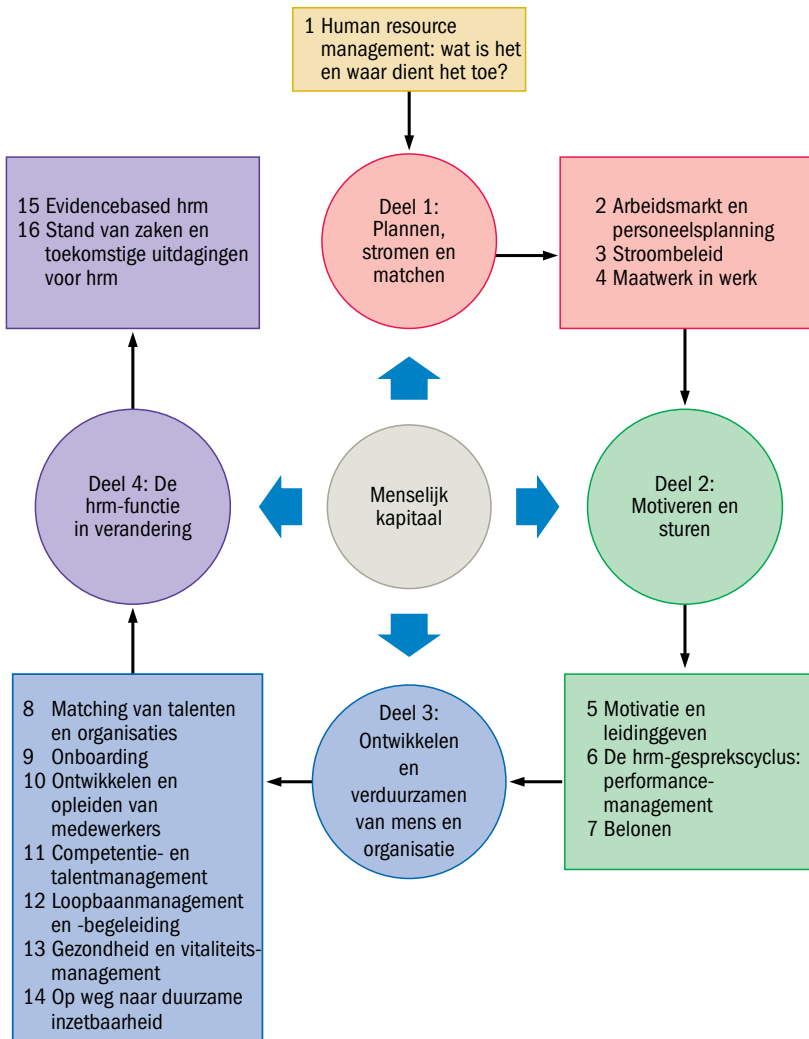 1 Human resource
management: wat is het
en waar dient het toe?
Deel 1:
Plannen,
stromen en
matchen
2 Arbeidsmarkt en
personeelsplanning
3 Stroombeleid
4 Maatwerk in werk
Deel 2:
Motiveren en
sturen
5 Motivatie en
leidinggeven
6 De hrm-gesprekscyclus:
performance-
management
7 Belonen
Deel 3:
Ontwikkelen
en
verduurzamen
van mens en
organisatie
8 Matching van talenten
en organisaties
9 Onboarding
10 Ontwikkelen en
opleiden van
medewerkers
11 Competentie- en
talentmanagement
12 Loopbaanmanagement
en -begeleiding
13 Gezondheid en vitaliteits-
management
14 Op weg naar duurzame
inzetbaarheid
Deel 4: De
hrm-functie
in verandering
15 Evidencebased hrm
16 Stand van zaken en
toekomstige uitdagingen
voor hrm
Menselijk
kapitaal